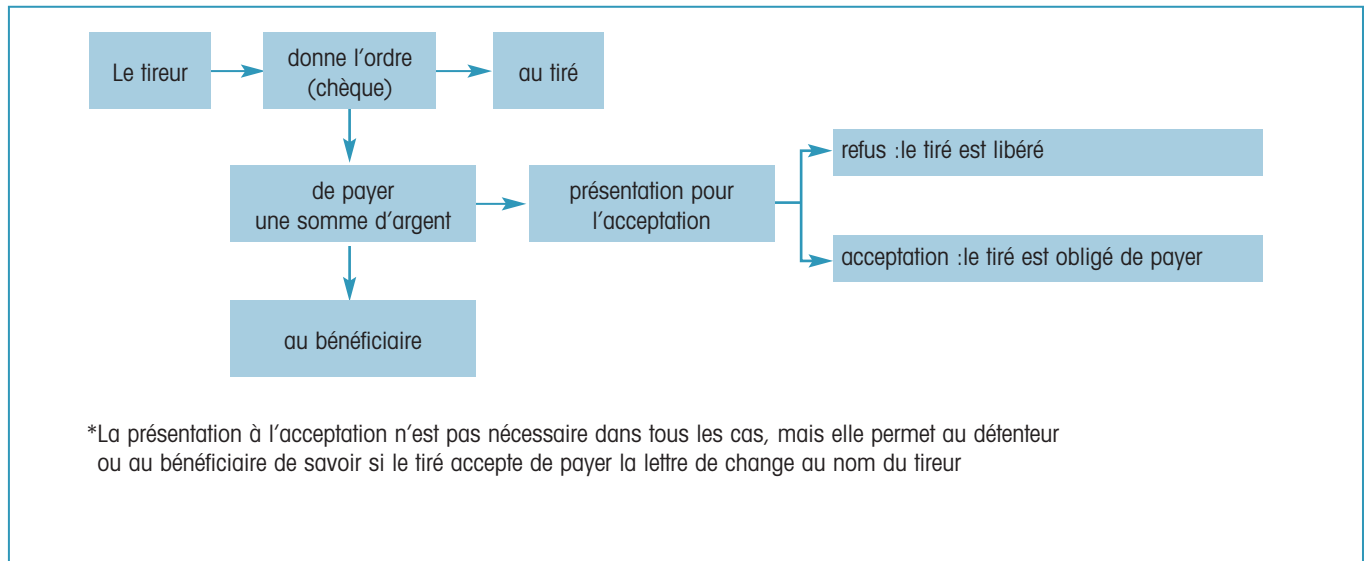 Le tireur
donne l'ordre
(chèque)
au tiré
de payer
une somme d'argent
présentation pour
l'acceptation
refus :le tiré est libéré
acceptation :le tiré est obligé de payer
au bénéficiaire
*La présentation à l'acceptation n'est pas nécessaire dans tous les cas, mais elle permet au détenteur
ou au bénéficiaire de savoir si le tiré accepte de payer la lettre de change au nom du tireur